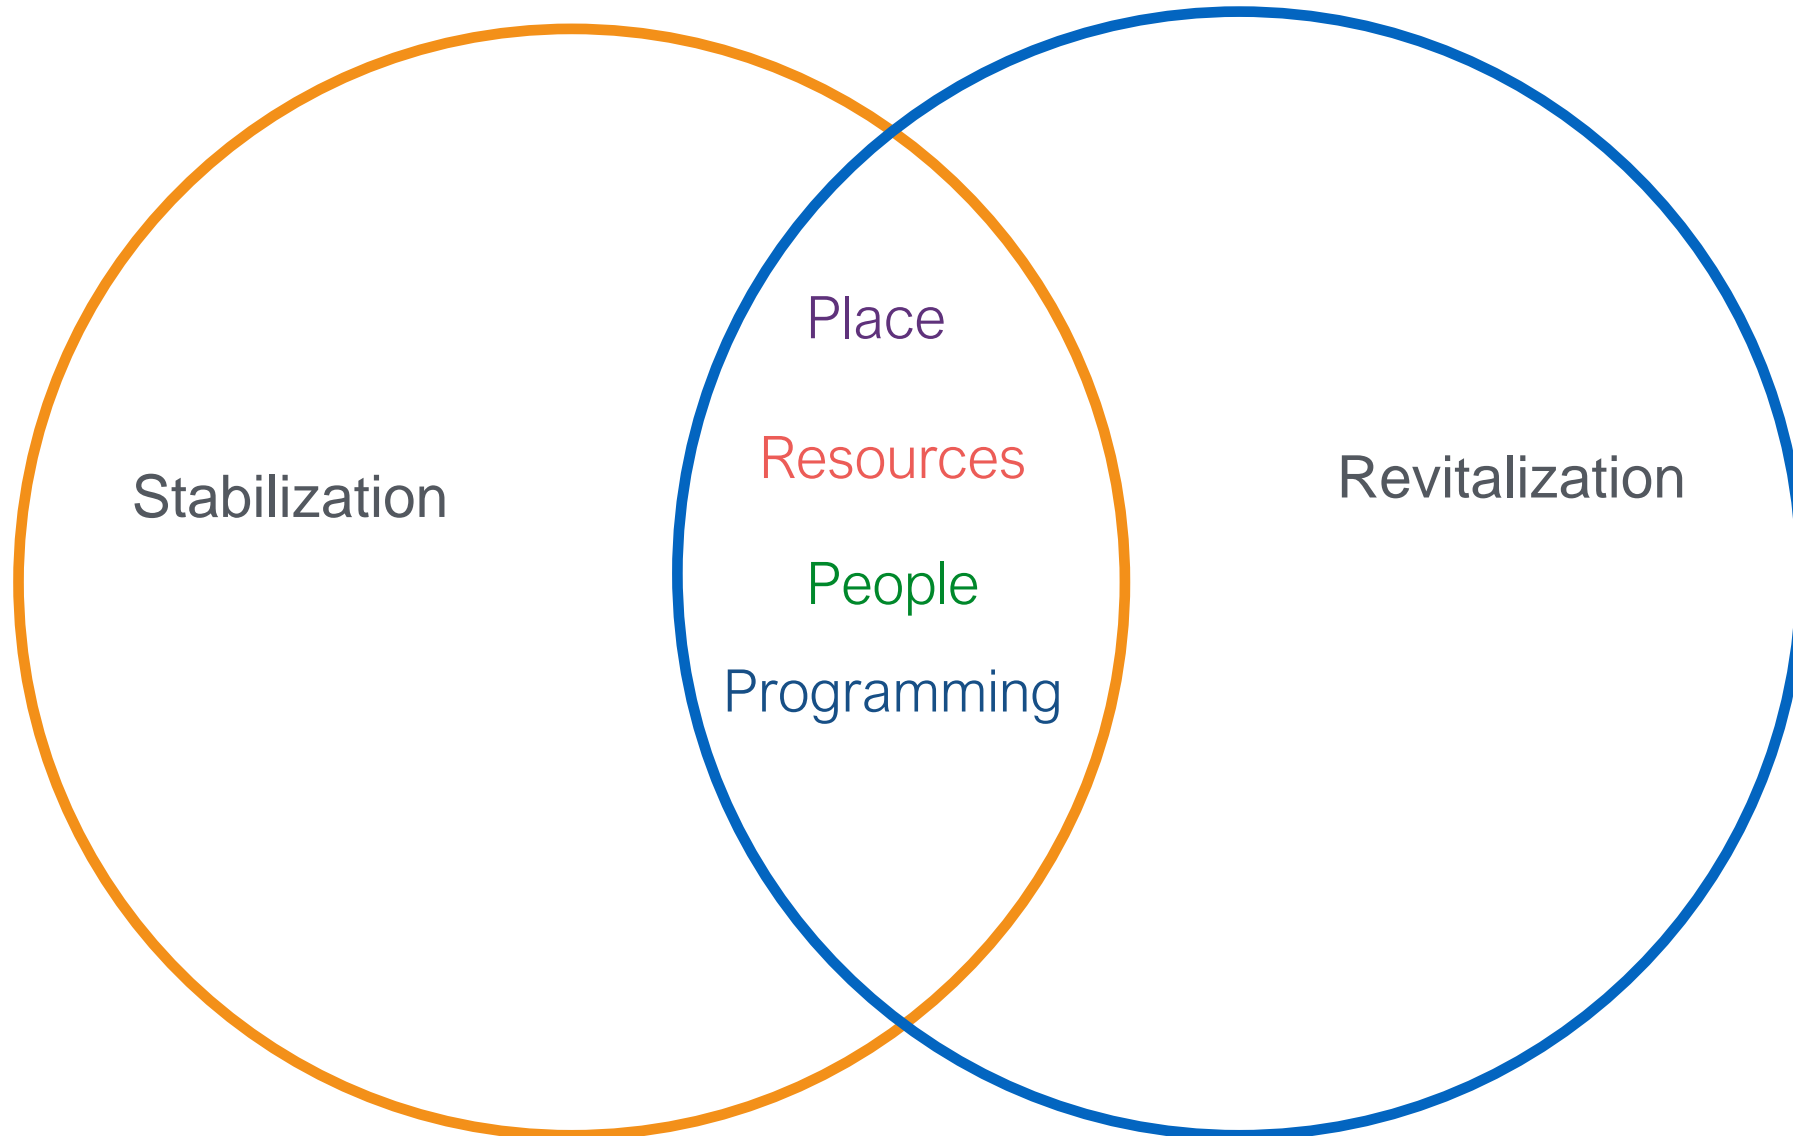 Place
Resources
Revitalization
Stabilization
People
Programming